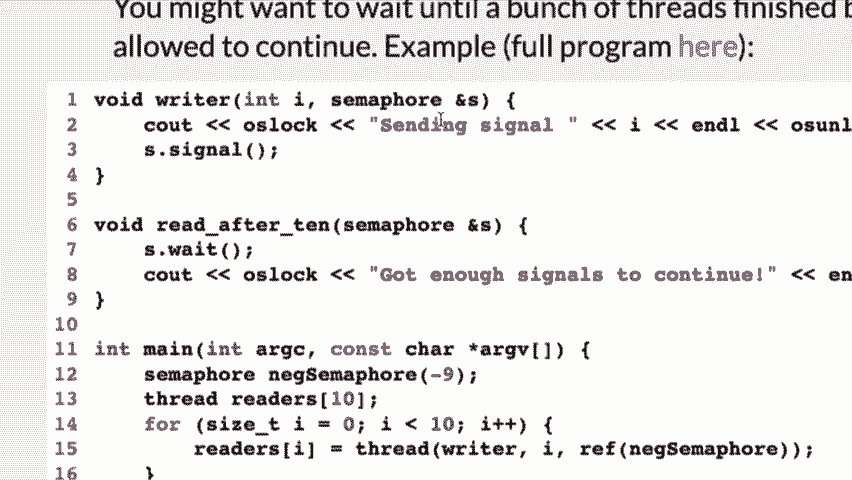 You might want to wait until a bunch of threads finished
allowed to continue. Example (full program here):
1 void writer(int i, semaphore &s) {
2 cout << oslock << "Sending signal " << i << endl << osunl
3 s.signal();
4 }
5
6 void read_after_ten(semaphore &s) {
7 s.wait();
8 cout << oslock << "Got enough signals to continue!" << en
9 }
10
11 int main(int argc, const char *argv[]) {
12 semaphore negSemaphore(-9);
13 thread readers[10];
14 for (size_t i = 0; i < 10; i++) {
15 readers[i] = thread(writer, i, ref(negSemaphore));
16 }